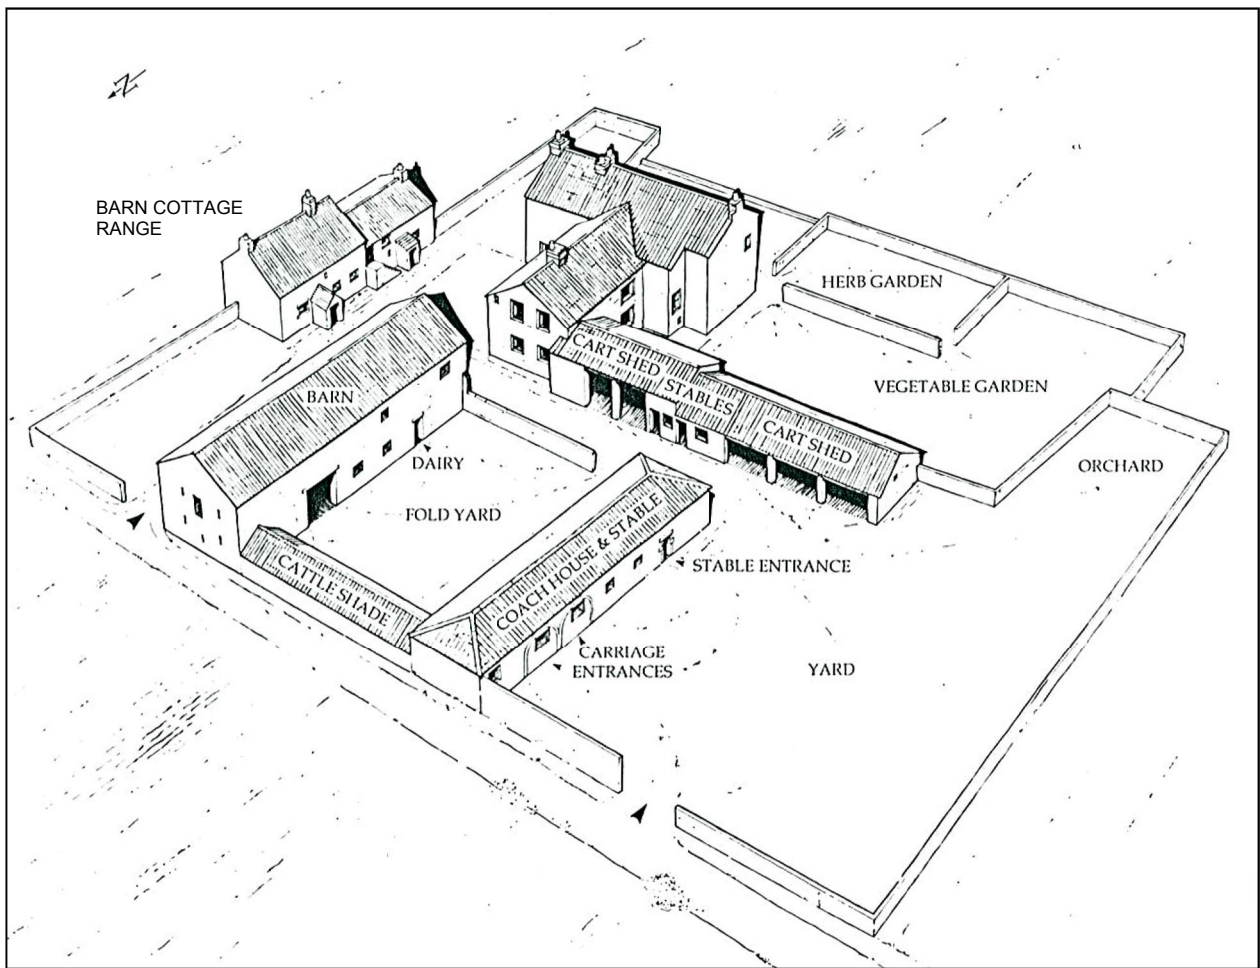 N
BARN COTTAGE
RANGE
HERB GARDEN
CART SHED
STABLES
VEGETABLE GARDEN
BARN
CART SHED
DAIRY
ORCHARD
FOLD YARD
COACH HOUSE & STABLE
STABLE ENTRANCE
CATTLE SHADE
CARRIAGE
ENTRANCES
YARD